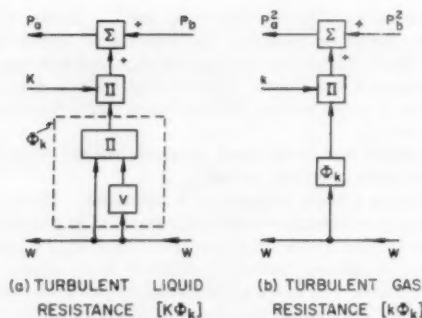 Pa Σ + Pb
+
K Π
Φk
Π
V
W W
(a) TURBULENT LIQUID
RESISTANCE [KΦk]
Pa² Σ + Pb²
+
k Π
Φk
W W
(b) TURBULENT GAS
RESISTANCE [kΦk]